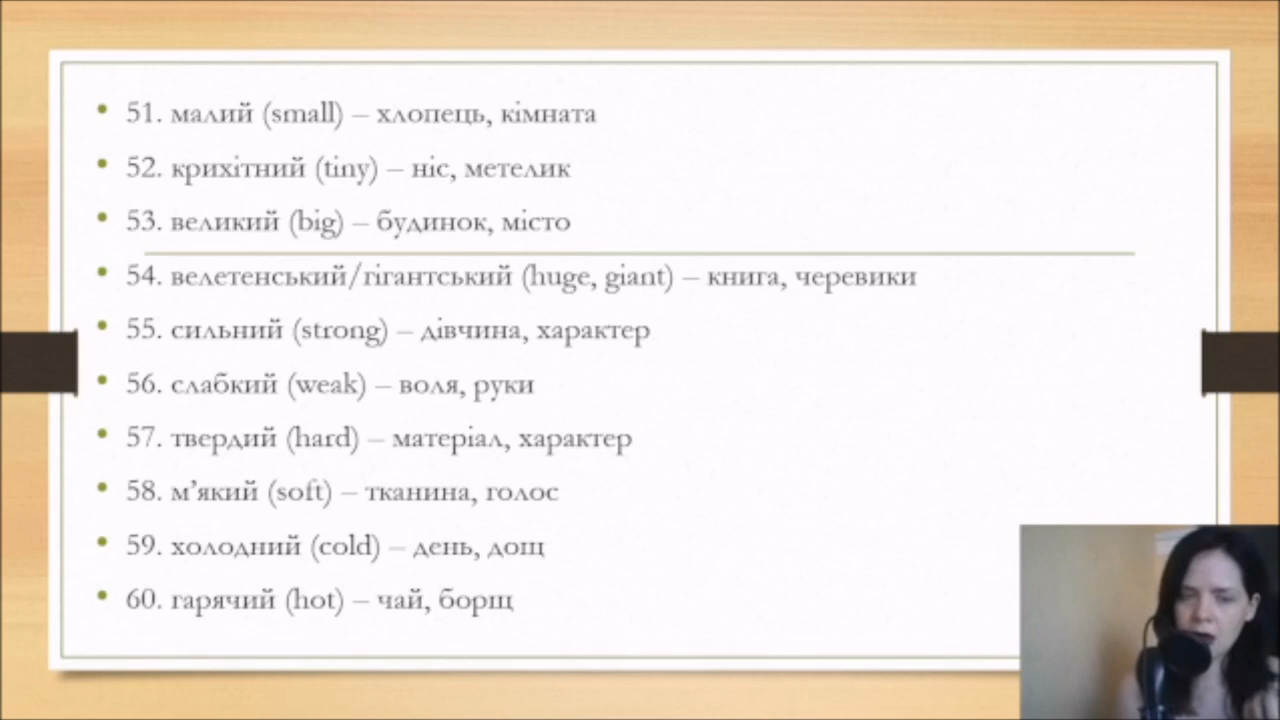 • 51. малий (small) – хлопець, кімната
• 52. крихітний (tiny) – ніс, метелик
• 53. великий (big) – будинок, місто
• 54. велетенський/гігантський (huge, giant) – книга, черевики
• 55. сильний (strong) – дівчина, характер
• 56. слабкий (weak) – воля, руки
• 57. твердий (hard) – матеріал, характер
• 58. м’який (soft) – тканина, голос
• 59. холодний (cold) – день, дощ
• 60. гарячий (hot) – чай, борщ